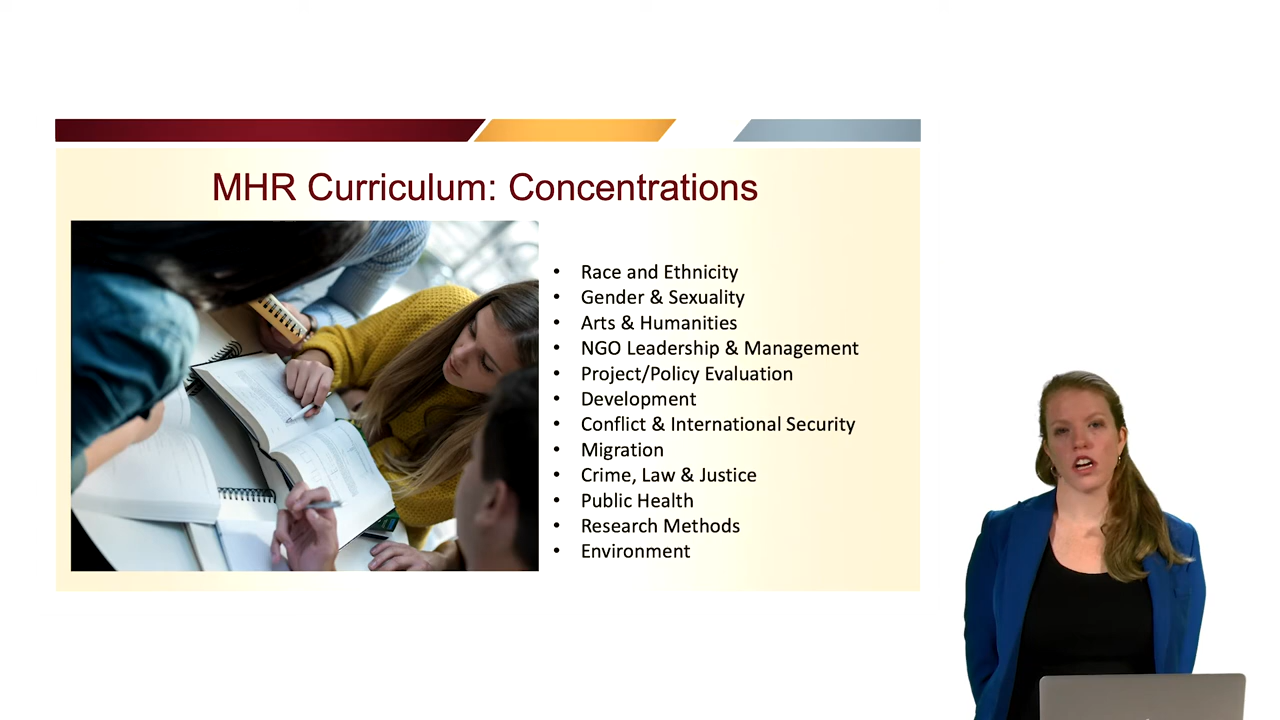 MHR Curriculum: Concentrations
• Race and Ethnicity
• Gender & Sexuality
• Arts & Humanities
• NGO Leadership & Management
• Project/Policy Evaluation
• Development
• Conflict & International Security
• Migration
• Crime, Law & Justice
• Public Health
• Research Methods
• Environment